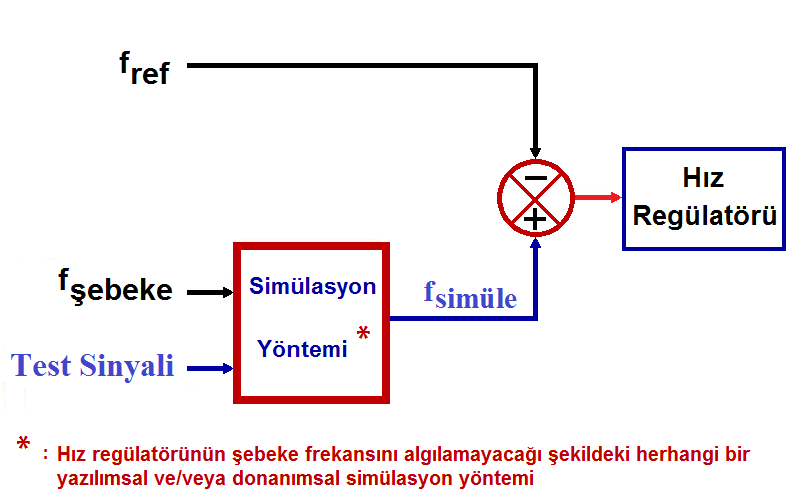 fref
−
Hız
Regülatörü
+
fşebeke
Simülasyon
fsimüle
Yöntemi *
Test Sinyali
* : Hız regülatörünün şebeke frekansını algılamayacağı şekildeki herhangi bir
yazılımsal ve/veya donanımsal simülasyon yöntemi